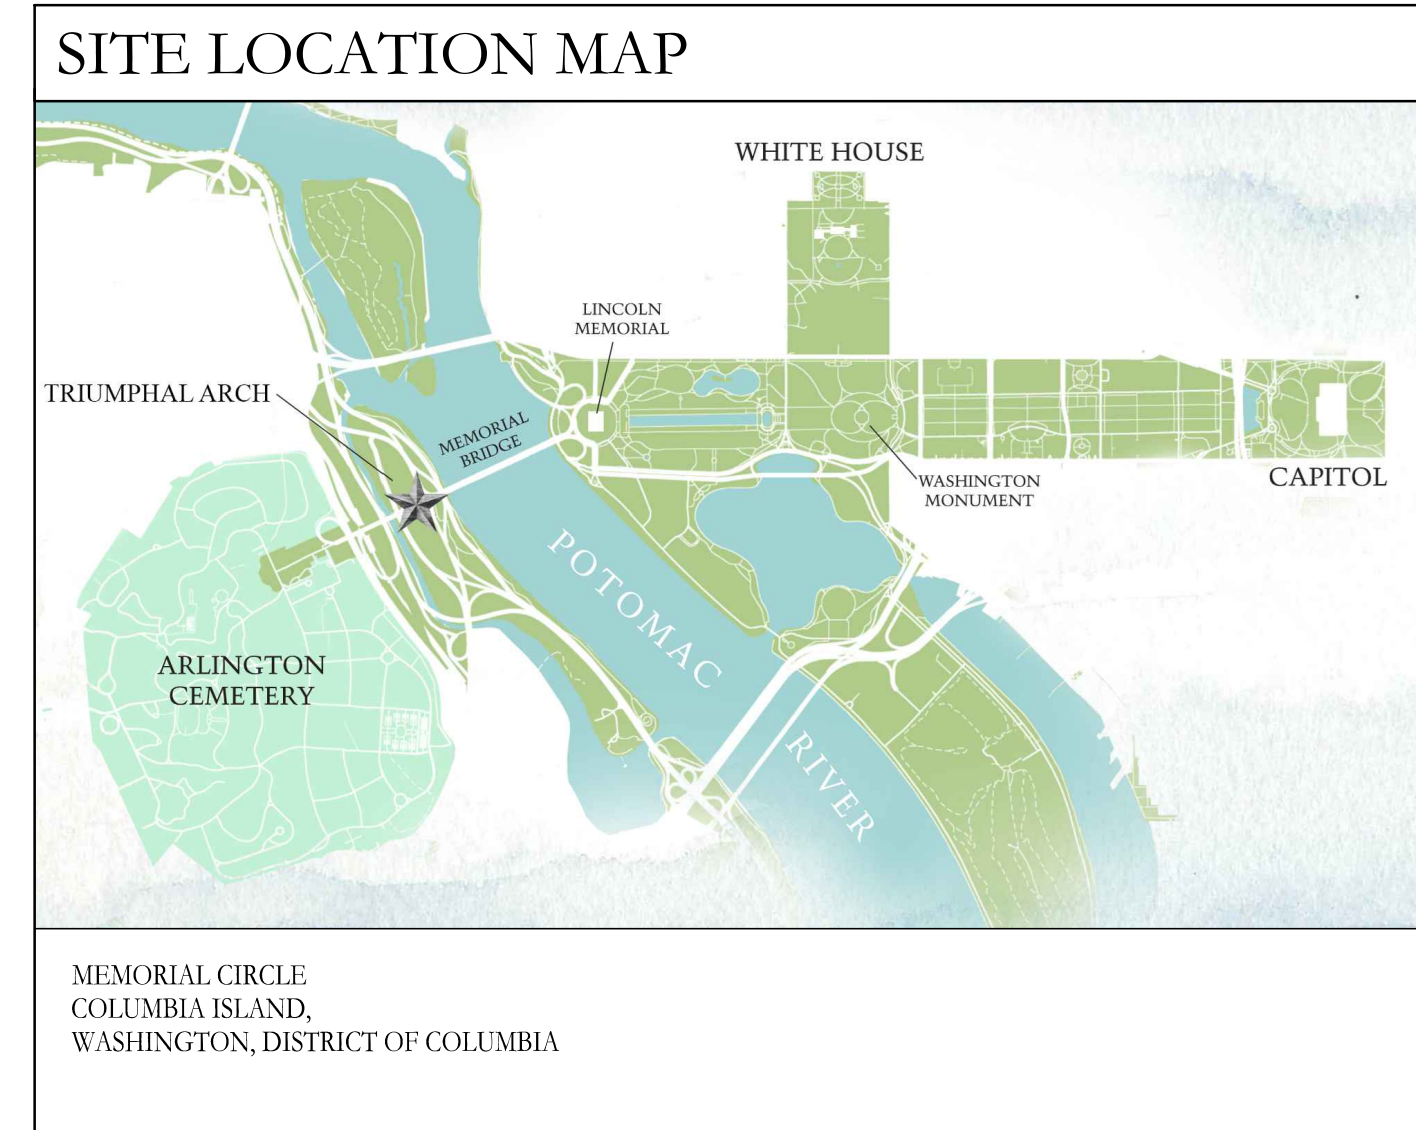 SITE LOCATION MAP
WHITE HOUSE
LINCOLN
MEMORIAL
TRIUMPHAL ARCH
MEMORIAL
BRIDGE
WASHINGTON
MONUMENT
CAPITOL
POTOMAC
RIVER
ARLINGTON
CEMETERY
MEMORIAL CIRCLE
COLUMBIA ISLAND,
WASHINGTON, DISTRICT OF COLUMBIA